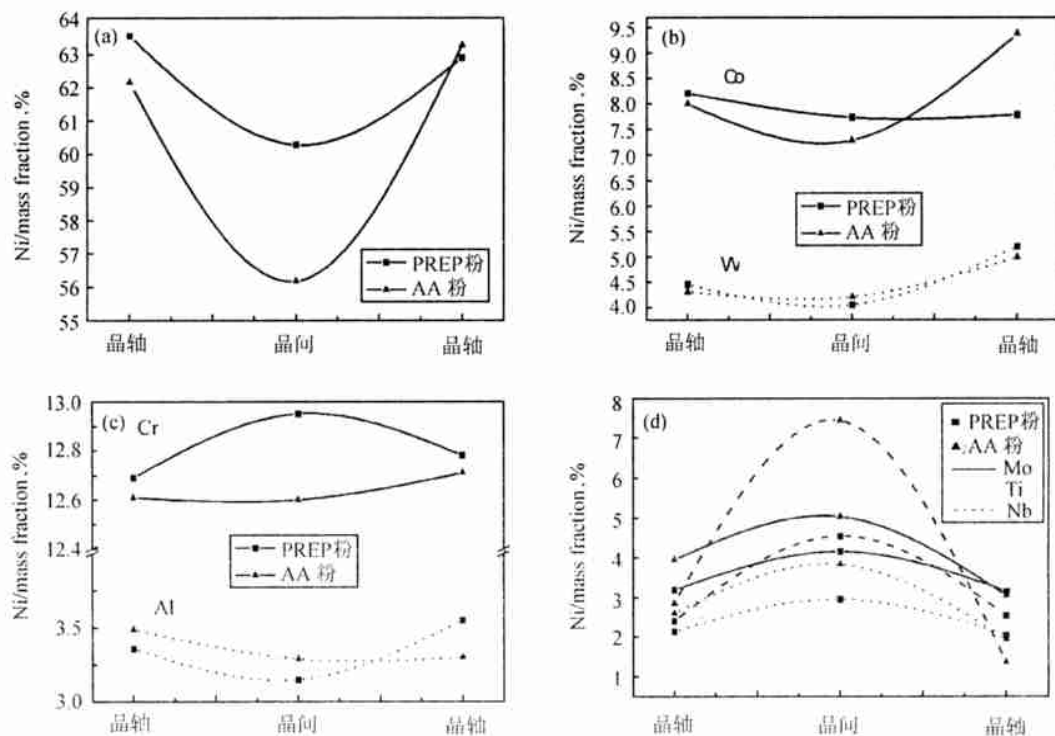 (a)
Ni/mass fraction .%
64
63
62
61
60
59
58
57
56
55
PREP粉
AA 粉
晶轴
晶间
晶轴
(b)
Ni/mass fraction .%
9.5
9.0
8.5
8.0
7.5
7.0
6.5
6.0
5.5
5.0
4.5
4.0
Co
PREP粉
AA 粉
W
晶轴
晶间
晶轴
(c)
Ni/mass fraction .%
13.0
12.8
12.6
12.4
3.5
3.0
Cr
PREP粉
AA 粉
Al
晶轴
晶间
晶轴
(d)
Ni/mass fraction .%
8
7
6
5
4
3
2
1
PREP粉
AA 粉
Mo
Ti
Nb
晶轴
晶间
晶轴